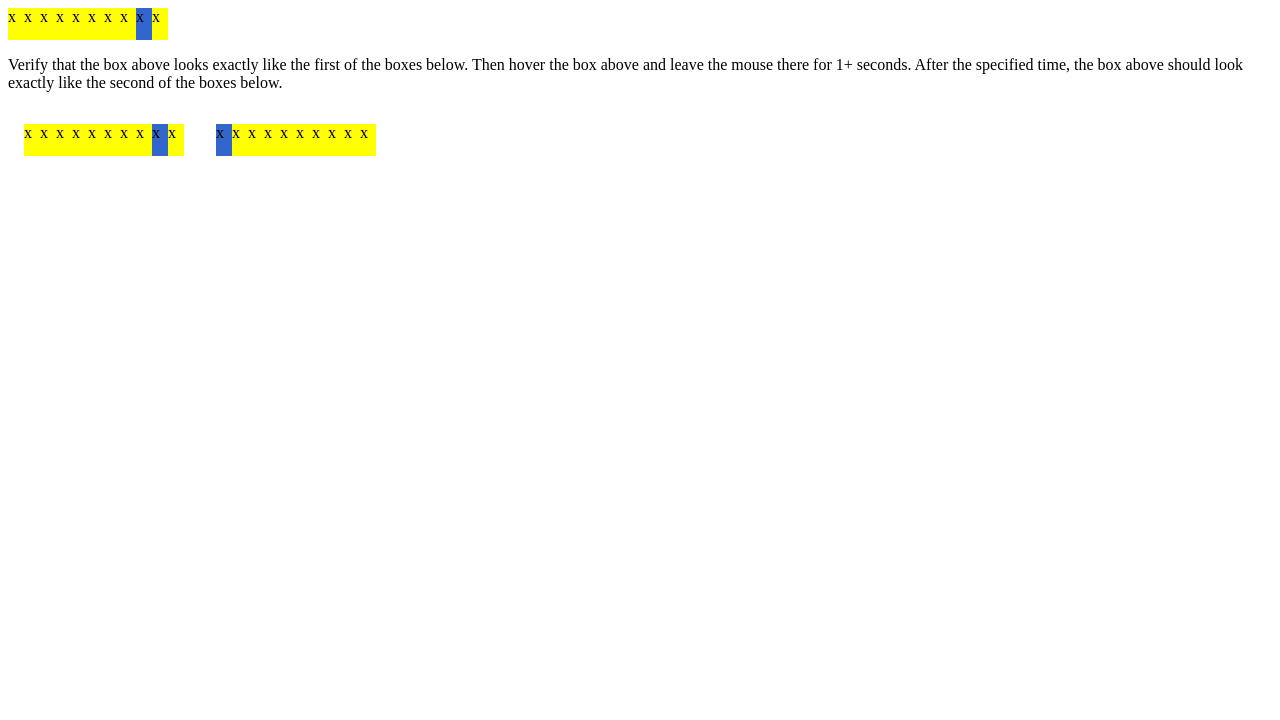 x x x x x x x x x x
Verify that the box above looks exactly like the first of the boxes below. Then hover the box above and leave the mouse there for 1+ seconds. After the specified time, the box above should look
exactly like the second of the boxes below.
x x x x x x x x x x x x x x x x x x x x